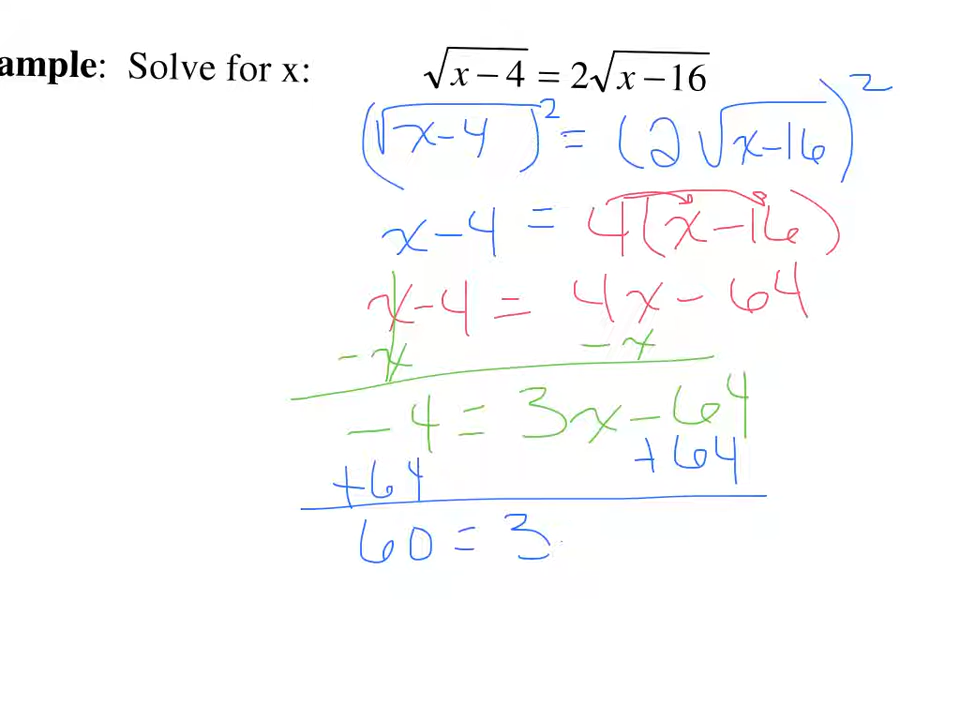 ample: Solve for x: √x−4 = 2√x−16
(√x−4)² = (2√x−16)²
x−4 = 4(x−16)
x−4 = 4x−64
−x −x
−4 = 3x−64
+64 +64
60 = 3